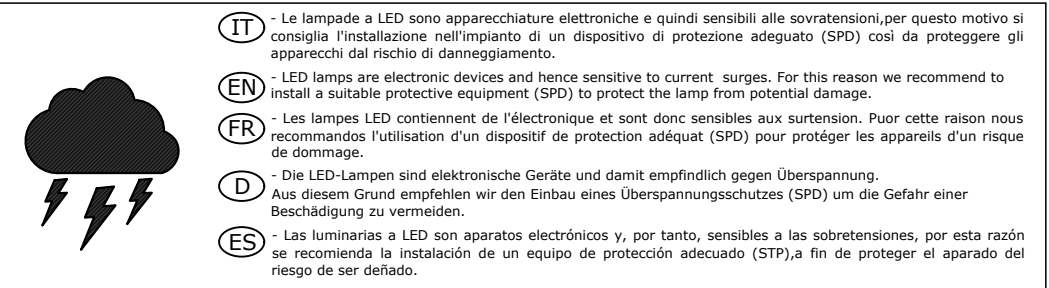 IT - Le lampade a LED sono apparecchiature elettroniche e quindi sensibili alle sovratensioni,per questo motivo si
consiglia l'installazione nell'impianto di un dispositivo di protezione adeguato (SPD) così da proteggere gli
apparecchi dal rischio di danneggiamento.
EN - LED lamps are electronic devices and hence sensitive to current surges. For this reason we recommend to
install a suitable protective equipment (SPD) to protect the lamp from potential damage.
FR - Les lampes LED contiennent de l'électronique et sont donc sensibles aux surtension. Puor cette raison nous
recommandos l'utilisation d'un dispositif de protection adéquat (SPD) pour protéger les appareils d'un risque
de dommage.
D - Die LED-Lampen sind elektronische Geräte und damit empfindlich gegen Überspannung.
Aus diesem Grund empfehlen wir den Einbau eines Überspannungsschutzes (SPD) um die Gefahr einer
Beschädigung zu vermeiden.
ES - Las luminarias a LED son aparatos electrónicos y, por tanto, sensibles a las sobretensiones, por esta razón
se recomienda la instalación de un equipo de protección adecuado (STP),a fin de proteger el aparado del
riesgo de ser deñado.